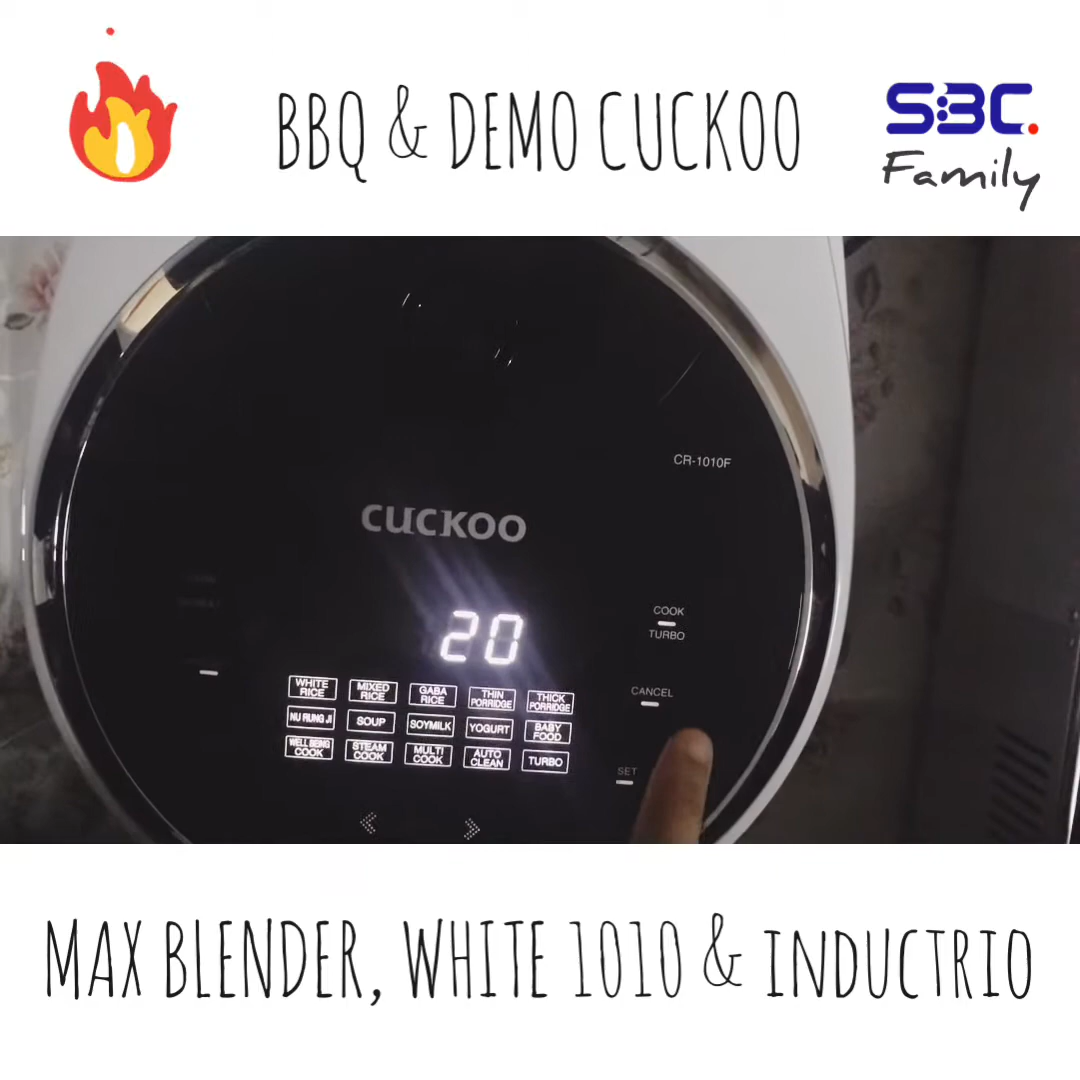 BBQ & DEMO CUCKOO
SBC.
Family
CR-1010F
CUCKOO
20
COOK
TURBO
CANCEL
SET
WHITE RICE
MIXED RICE
GABA RICE
THIN PORRIDGE
THICK PORRIDGE
NU RUNG JI
SOUP
SOYMILK
YOGURT
BABY FOOD
WELL BEING COOK
STEAM COOK
MULTI COOK
AUTO CLEAN
TURBO
MAX BLENDER, WHITE 1010 & INDUCTRIO